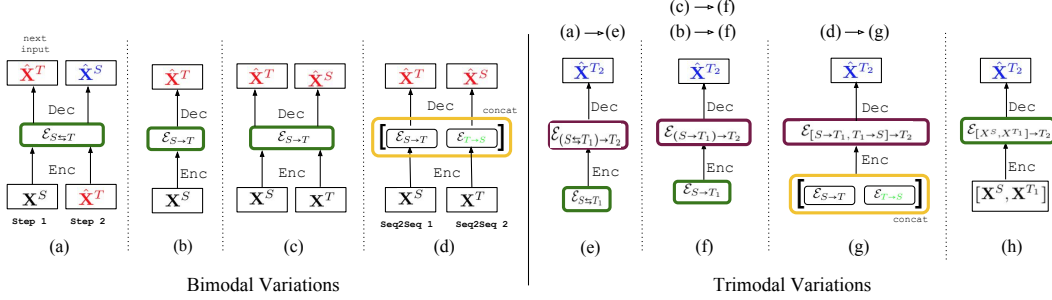 next
input
X̂^T X̂^S
Dec
ℰ_{S⇆T}
Enc
X^S X̂^T
Step 1 Step 2
(a)
X̂^T
Dec
ℰ_{S→T}
Enc
X^S
(b)
X̂^T X̂^S
Dec
ℰ_{S→T}
Enc
X^S X^T
(c)
X̂^T X̂^S
Dec
concat
[ ℰ_{S→T} ℰ_{T→S} ]
Enc
X^S X^T
Seq2Seq 1 Seq2Seq 2
(d)
Bimodal Variations
(a) → (e)
X̂^{T_2}
Dec
ℰ_{(S⇆T_1)→T_2}
Enc
ℰ_{S⇆T_1}
(e)
(c) → (f)
(b) → (f)
X̂^{T_2}
Dec
ℰ_{(S→T_1)→T_2}
Enc
ℰ_{S→T_1}
(f)
(d) → (g)
X̂^{T_2}
Dec
ℰ_{[S→T_1,T_1→S]→T_2}
Enc
[ ℰ_{S→T} ℰ_{T→S} ]
concat
(g)
X̂^{T_2}
Dec
ℰ_{[X^S,X^{T_1}]→T_2}
Enc
[X^S, X^{T_1}]
(h)
Trimodal Variations